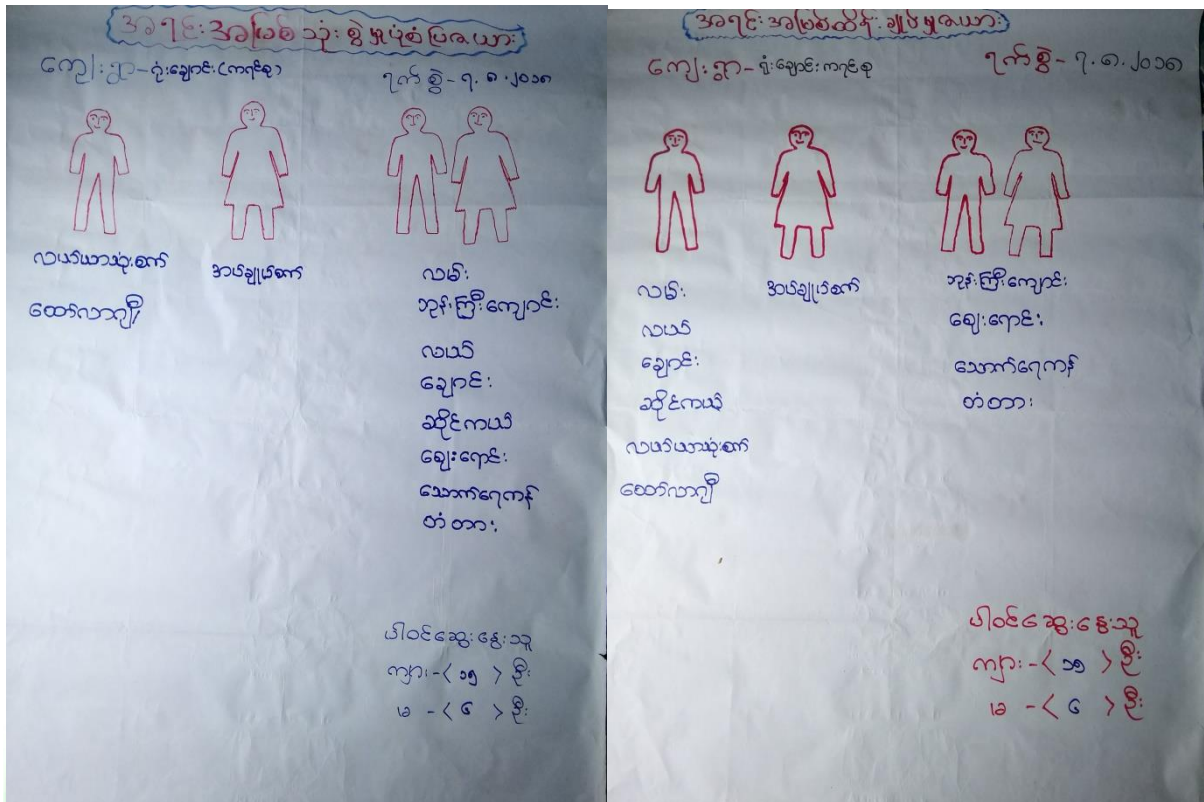 အရင်းအမြစ်သုံးစွဲမှုပုံစံပြဇယား
ကျေးရွာ-ရုံးချောင်း(ကရင်စု)
ရက်စွဲ-၇.၈.၂၀၁၈
လယ်ယာသုံးစက်
ထော်လာဂျီ
အပ်ချုပ်စက်
လမ်း
ဘုန်းကြီးကျောင်း
လယ်
ချောင်း
ဆိုင်ကယ်
ဈေးရောင်း
သောက်ရေကန်
တံတား
ပါဝင်ဆွေးနွေးသူ
ကျား-< ၁၅ >ဦး
မ -< ၆ >ဦး
အရင်းအမြစ်ထိန်းချုပ်မှုဇယား
ကျေးရွာ-ရုံးချောင်းကရင်စု
ရက်စွဲ-၇.၈.၂၀၁၈
လမ်း
လယ်
ချောင်း
ဆိုင်ကယ်
လယ်ယာသုံးစက်
ထော်လာဂျီ
အပ်ချုပ်စက်
ဘုန်းကြီးကျောင်း
ဈေးရောင်း
သောက်ရေကန်
တံတား
ပါဝင်ဆွေးနွေးသူ
ကျား-< ၁၅ >ဦး
မ -< ၆ >ဦး